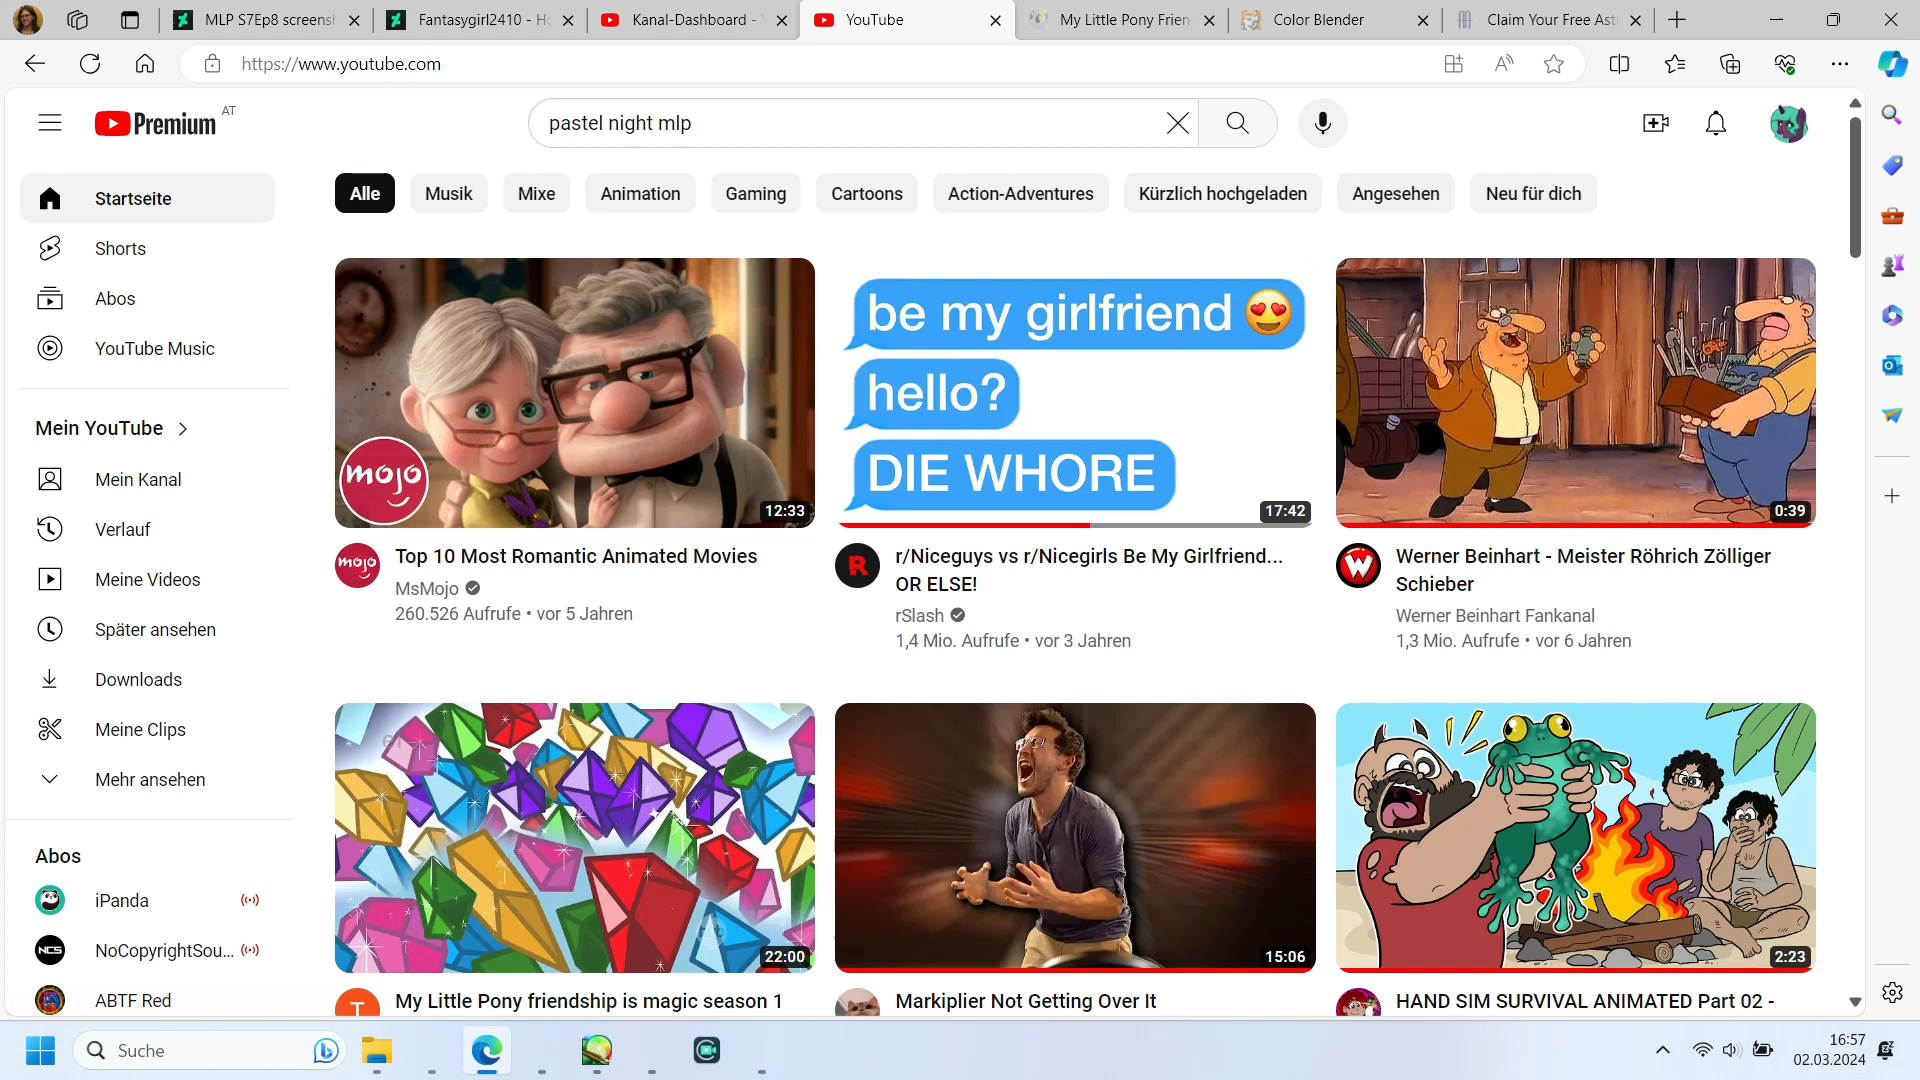 MLP S7Ep8 screensh
Fantasygirl2410 - Ho
Kanal-Dashboard -
YouTube
My Little Pony Frien
Color Blender
Claim Your Free Ast
https://www.youtube.com
Premium AT
pastel night mlp
Startseite
Shorts
Abos
YouTube Music
Mein YouTube
Mein Kanal
Verlauf
Meine Videos
Später ansehen
Downloads
Meine Clips
Mehr ansehen
Abos
iPanda
NCS
NoCopyrightSou...
ABTF Red
Alle
Musik
Mixe
Animation
Gaming
Cartoons
Action-Adventures
Kürzlich hochgeladen
Angesehen
Neu für dich
mojo
12:33
mojo
Top 10 Most Romantic Animated Movies
MsMojo
260.526 Aufrufe • vor 5 Jahren
be my girlfriend 😍
hello?
DIE WHORE
17:42
R
r/Niceguys vs r/Nicegirls Be My Girlfriend...
OR ELSE!
rSlash
1,4 Mio. Aufrufe • vor 3 Jahren
0:39
W
Werner Beinhart - Meister Röhrich Zölliger
Schieber
Werner Beinhart Fankanal
1,3 Mio. Aufrufe • vor 6 Jahren
22:00
T
My Little Pony friendship is magic season 1
15:06
Markiplier Not Getting Over It
2:23
HAND SIM SURVIVAL ANIMATED Part 02 -
Suche
16:57
02.03.2024